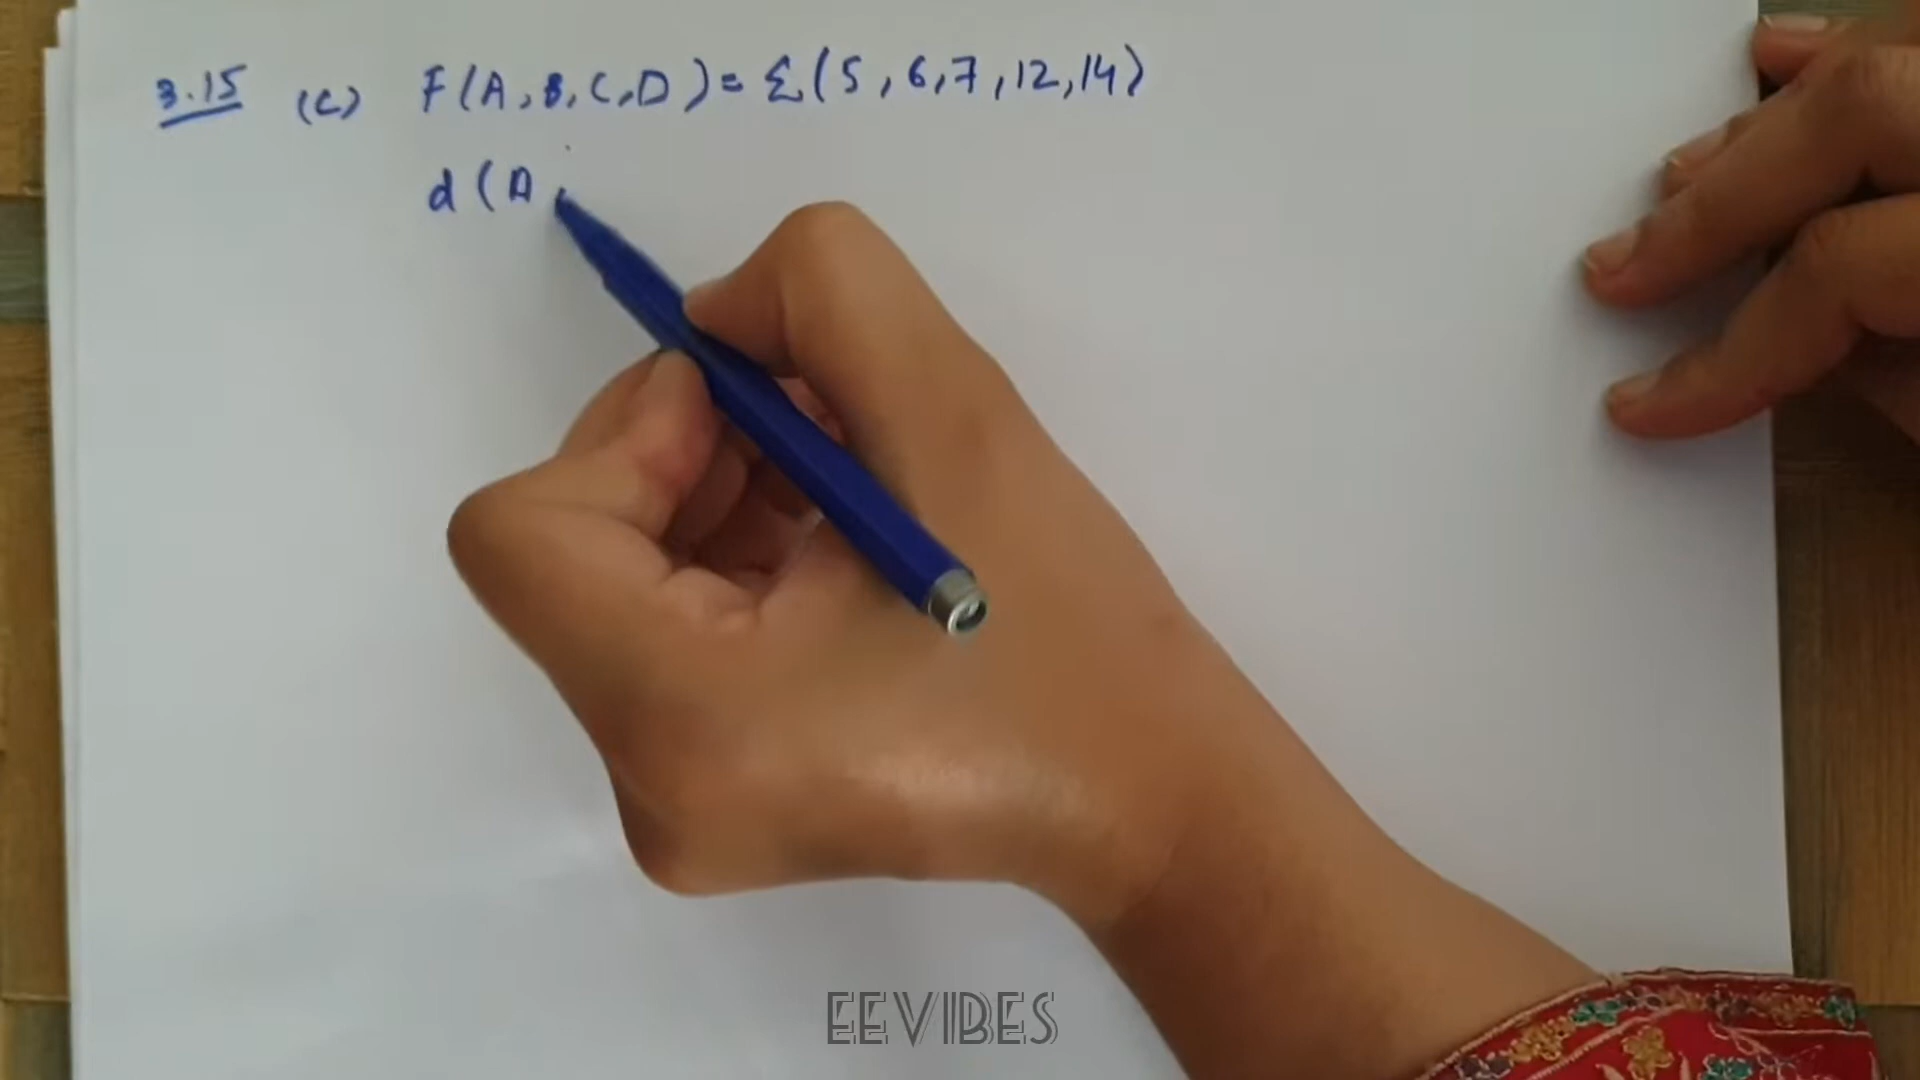 3.15 (C) F(A,B,C,D)= Σ(5,6,7,12,14)
d(A,
EEVIBES